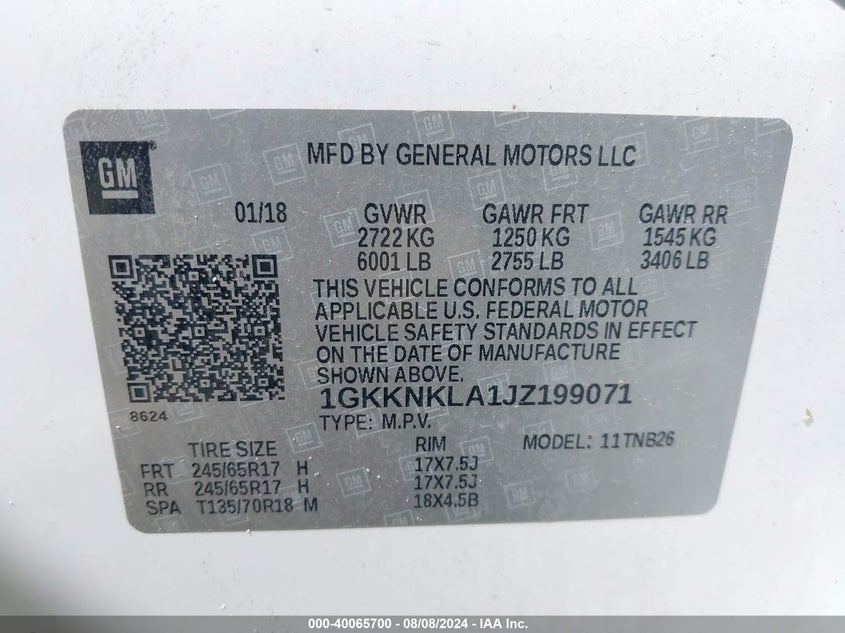 GM
MFD BY GENERAL MOTORS LLC
01/18 GVWR GAWR FRT GAWR RR
2722 KG 1250 KG 1545 KG
6001 LB 2755 LB 3406 LB
THIS VEHICLE CONFORMS TO ALL
APPLICABLE U.S. FEDERAL MOTOR
VEHICLE SAFETY STANDARDS IN EFFECT
ON THE DATE OF MANUFACTURE
SHOWN ABOVE.
1GKKNKLA1JZ199071
8624
TYPE: M.P.V.
TIRE SIZE RIM MODEL: 11TNB26
FRT 245/65R17 H 17X7.5J
RR 245/65R17 H 17X7.5J
SPA T135/70R18 M 18X4.5B
000-40065700 - 08/08/2024 - IAA Inc.